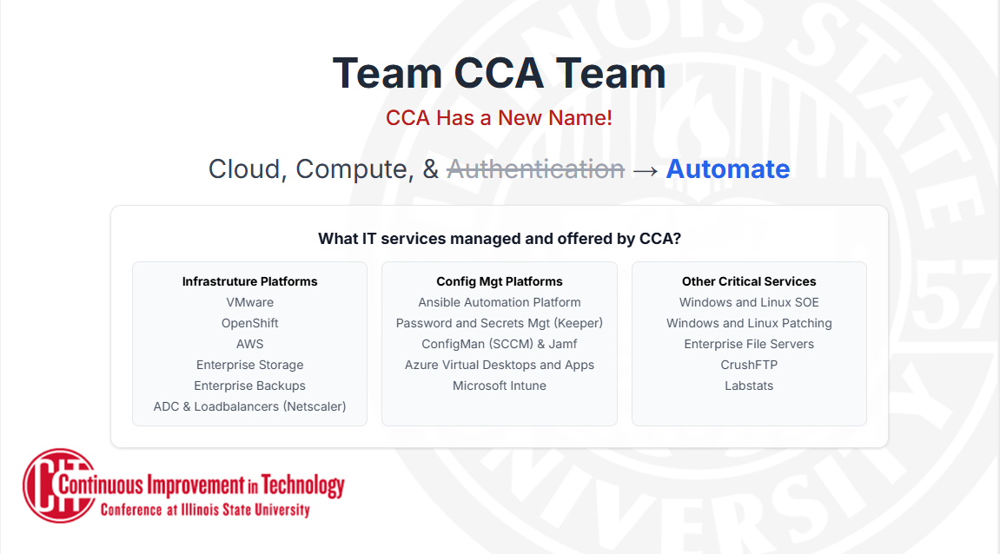 Team CCA Team
CCA Has a New Name!
Cloud, Compute, & Authentication → Automate
What IT services managed and offered by CCA?
Infrastruture Platforms
VMware
OpenShift
AWS
Enterprise Storage
Enterprise Backups
ADC & Loadbalancers (Netscaler)
Config Mgt Platforms
Ansible Automation Platform
Password and Secrets Mgt (Keeper)
ConfigMan (SCCM) & Jamf
Azure Virtual Desktops and Apps
Microsoft Intune
Other Critical Services
Windows and Linux SOE
Windows and Linux Patching
Enterprise File Servers
CrushFTP
Labstats
CIT
Continuous Improvement in Technology
Conference at Illinois State University
ILLINOIS STATE UNIVERSITY
57